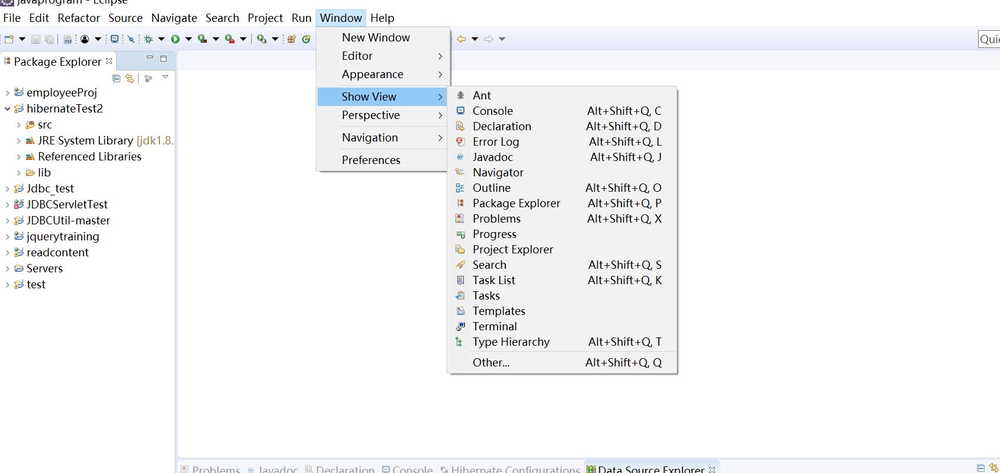 javaprogram - Eclipse
File Edit Refactor Source Navigate Search Project Run Window Help
Quic
Package Explorer
employeeProj
hibernateTest2
src
JRE System Library [jdk1.8.
Referenced Libraries
lib
Jdbc_test
JDBCServletTest
JDBCUtil-master
jquerytraining
readcontent
Servers
test
New Window
Editor
Appearance
Show View
Perspective
Navigation
Preferences
Ant
Console Alt+Shift+Q, C
Declaration Alt+Shift+Q, D
Error Log Alt+Shift+Q, L
Javadoc Alt+Shift+Q, J
Navigator
Outline Alt+Shift+Q, O
Package Explorer Alt+Shift+Q, P
Problems Alt+Shift+Q, X
Progress
Project Explorer
Search Alt+Shift+Q, S
Task List Alt+Shift+Q, K
Tasks
Templates
Terminal
Type Hierarchy Alt+Shift+Q, T
Other... Alt+Shift+Q, Q
Problems Javadoc Declaration Console Hibernate Configurations Data Source Explorer